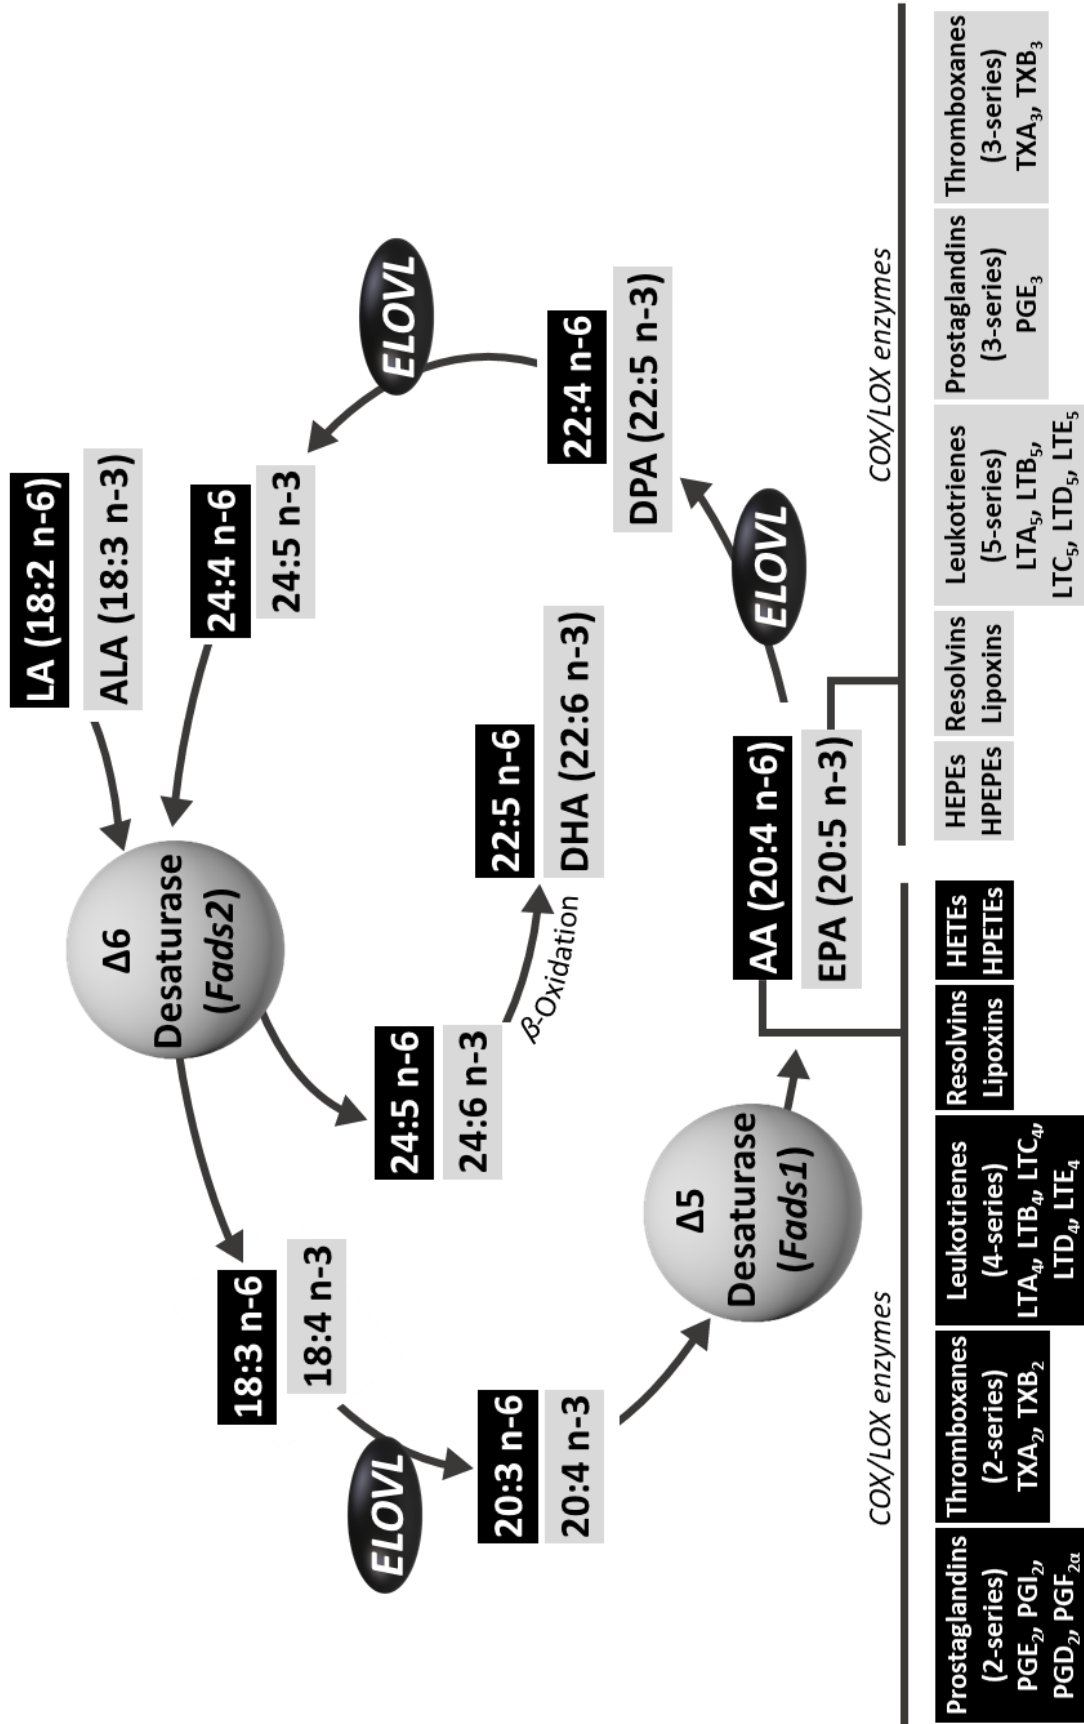 LA (18:2 n-6)
ALA (18:3 n-3)
Δ6
Desaturase
(Fads2)
24:4 n-6
24:5 n-3
ELOVL
18:3 n-6
18:4 n-3
24:5 n-6
24:6 n-3
β-Oxidation
22:5 n-6
DHA (22:6 n-3)
22:4 n-6
DPA (22:5 n-3)
ELOVL
20:3 n-6
20:4 n-3
Δ5
Desaturase
(Fads1)
AA (20:4 n-6)
EPA (20:5 n-3)
ELOVL
COX/LOX enzymes
COX/LOX enzymes
Prostaglandins
(2-series)
PGE₂, PGI₂,
PGD₂, PGF₂α
Thromboxanes
(2-series)
TXA₂, TXB₂
Leukotrienes
(4-series)
LTA₄, LTB₄, LTC₄,
LTD₄, LTE₄
Resolvins
Lipoxins
HETEs
HPETEs
HEPEs
HPEPEs
Resolvins
Lipoxins
Leukotrienes
(5-series)
LTA₅, LTB₅,
LTC₅, LTD₅, LTE₅
Prostaglandins
(3-series)
PGE₃
Thromboxanes
(3-series)
TXA₃, TXB₃